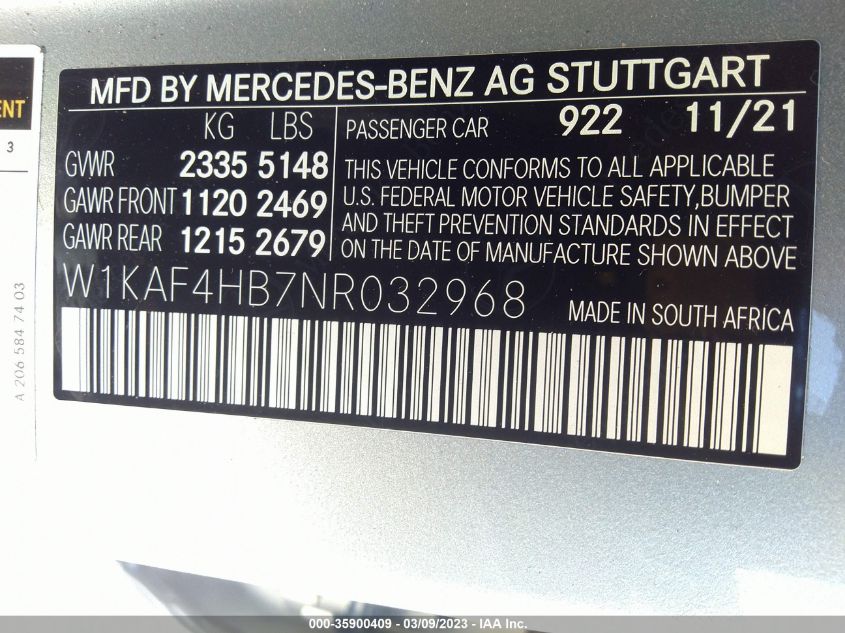 ENT
3
A 206 584 74 03
MFD BY MERCEDES-BENZ AG STUTTGART
KG LBS
GVWR 2335 5148
GAWR FRONT 1120 2469
GAWR REAR 1215 2679
PASSENGER CAR 922 11/21
THIS VEHICLE CONFORMS TO ALL APPLICABLE
U.S. FEDERAL MOTOR VEHICLE SAFETY,BUMPER
AND THEFT PREVENTION STANDARDS IN EFFECT
ON THE DATE OF MANUFACTURE SHOWN ABOVE
W1KAF4HB7NR032968
MADE IN SOUTH AFRICA
000-35900409 - 03/09/2023 - IAA Inc.